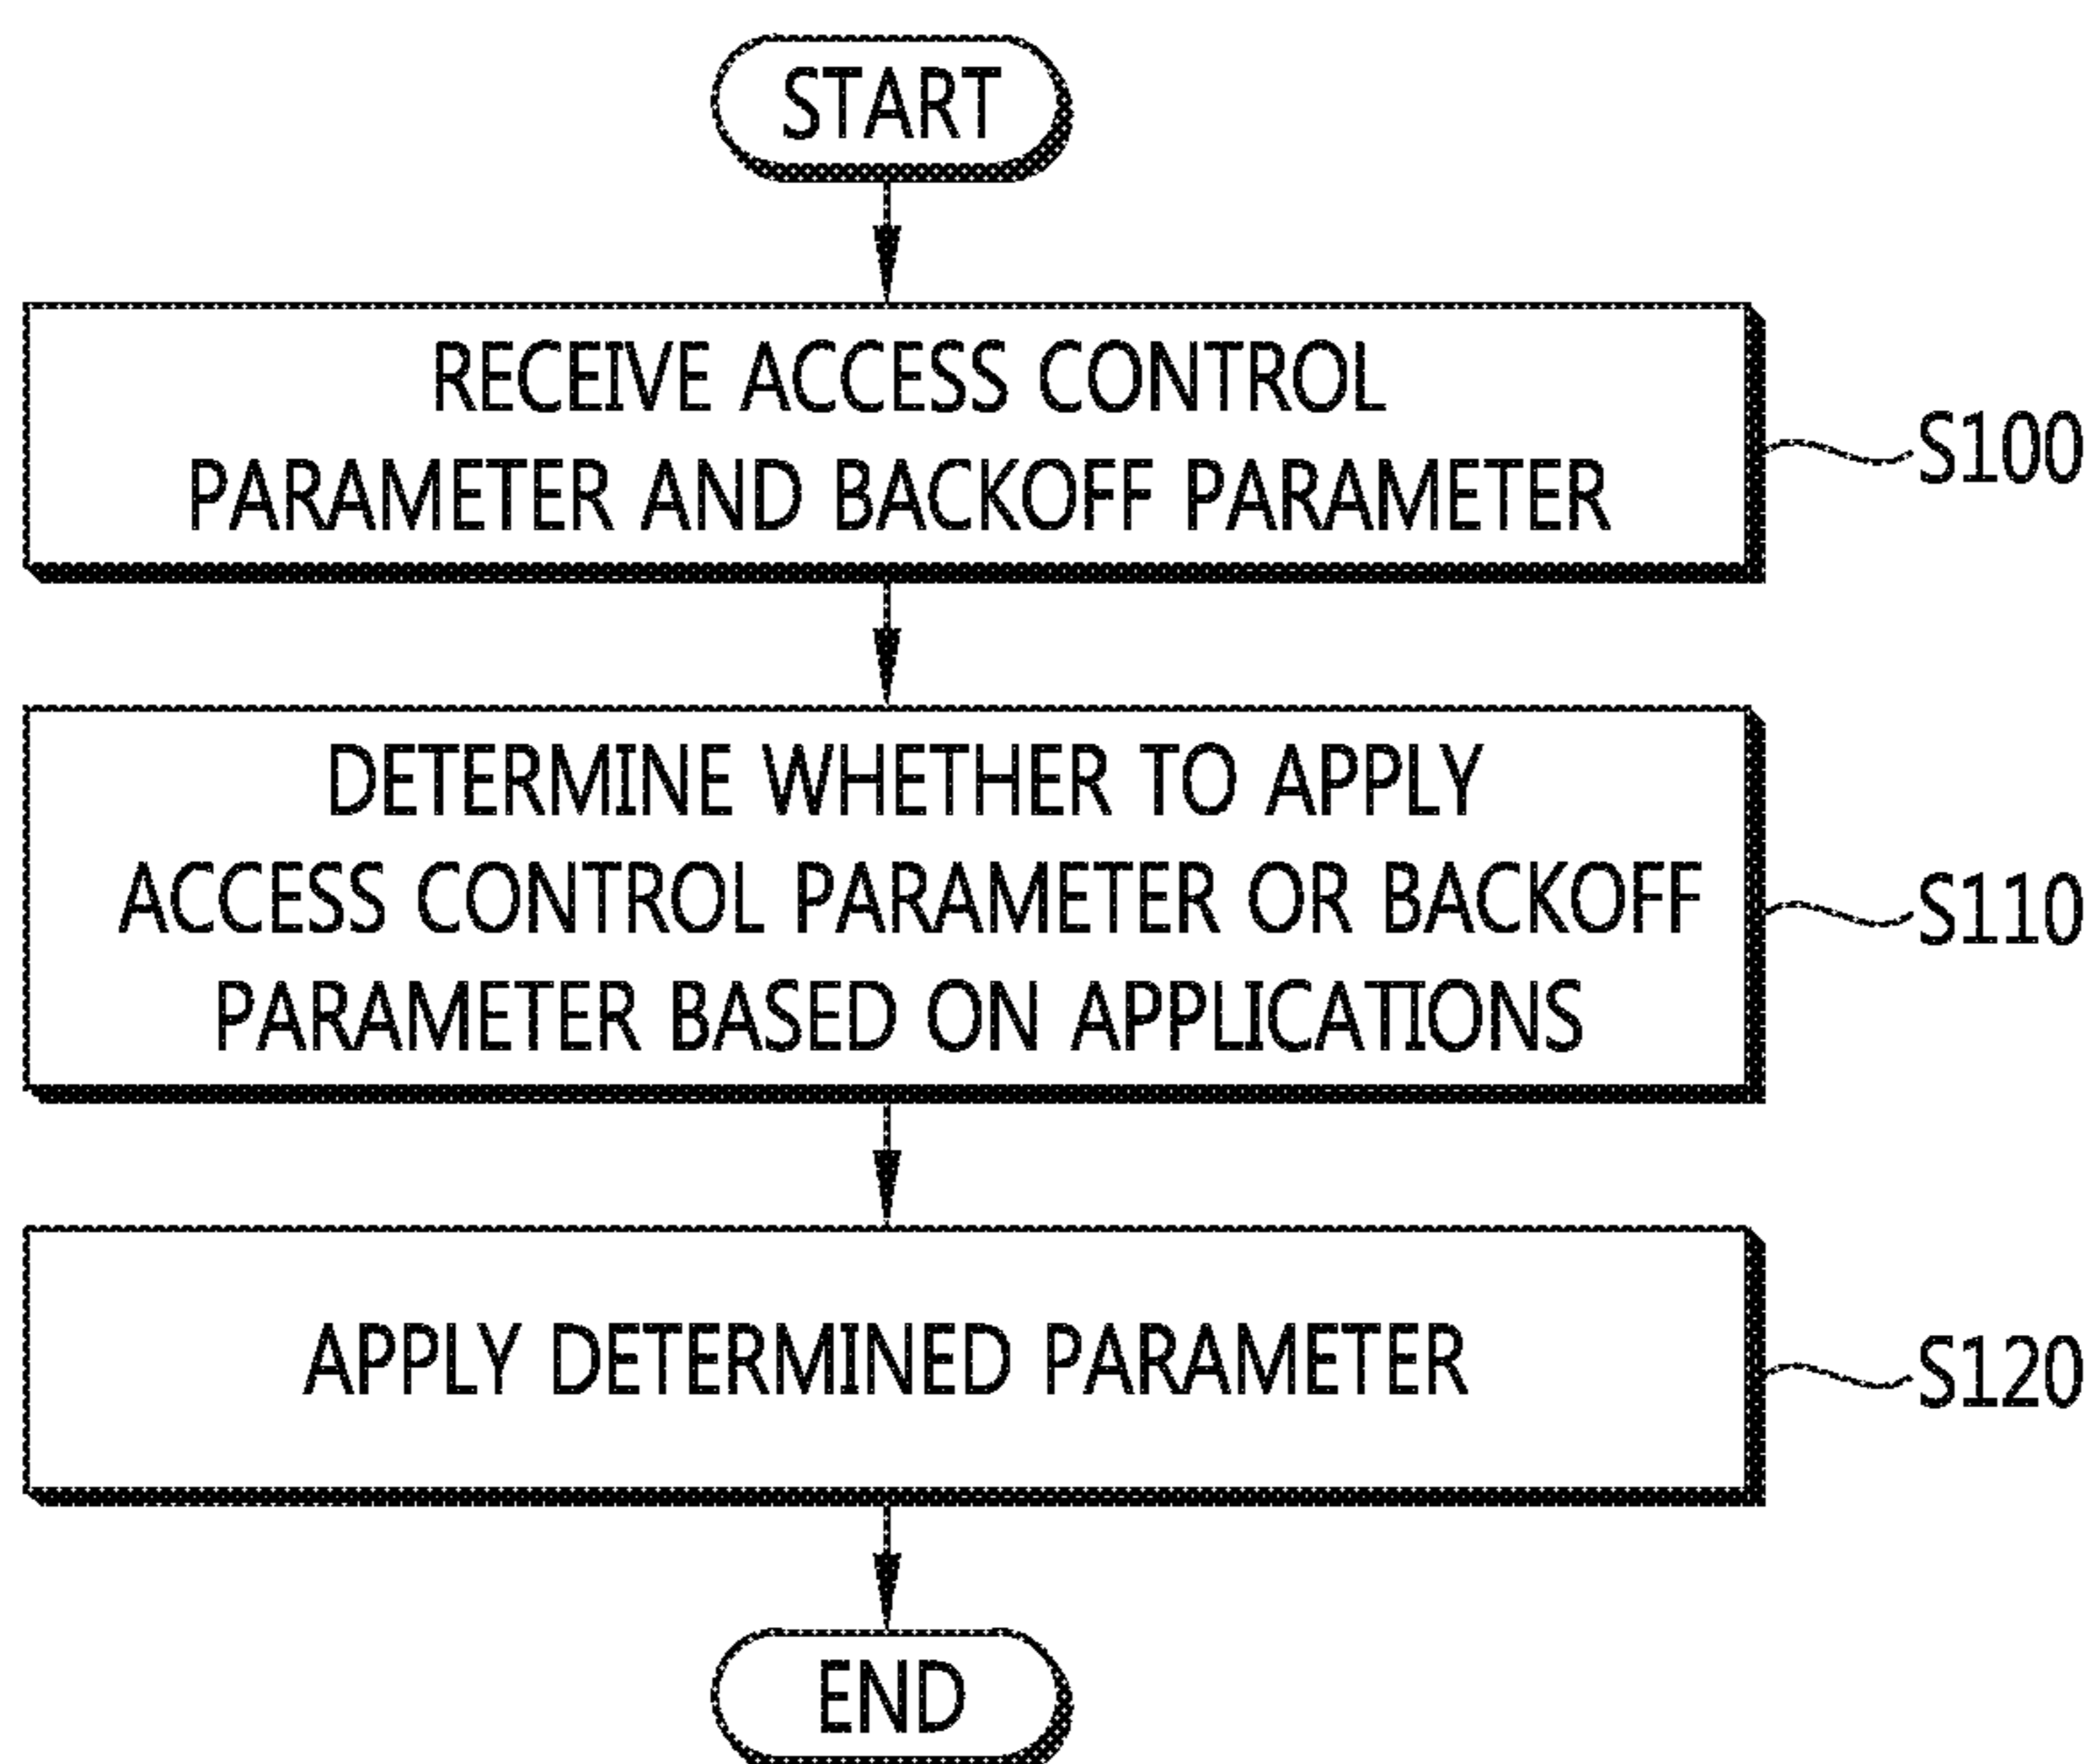 START
RECEIVE ACCESS CONTROL
PARAMETER AND BACKOFF PARAMETER
S100
DETERMINE WHETHER TO APPLY
ACCESS CONTROL PARAMETER OR BACKOFF
PARAMETER BASED ON APPLICATIONS
S110
APPLY DETERMINED PARAMETER
S120
END